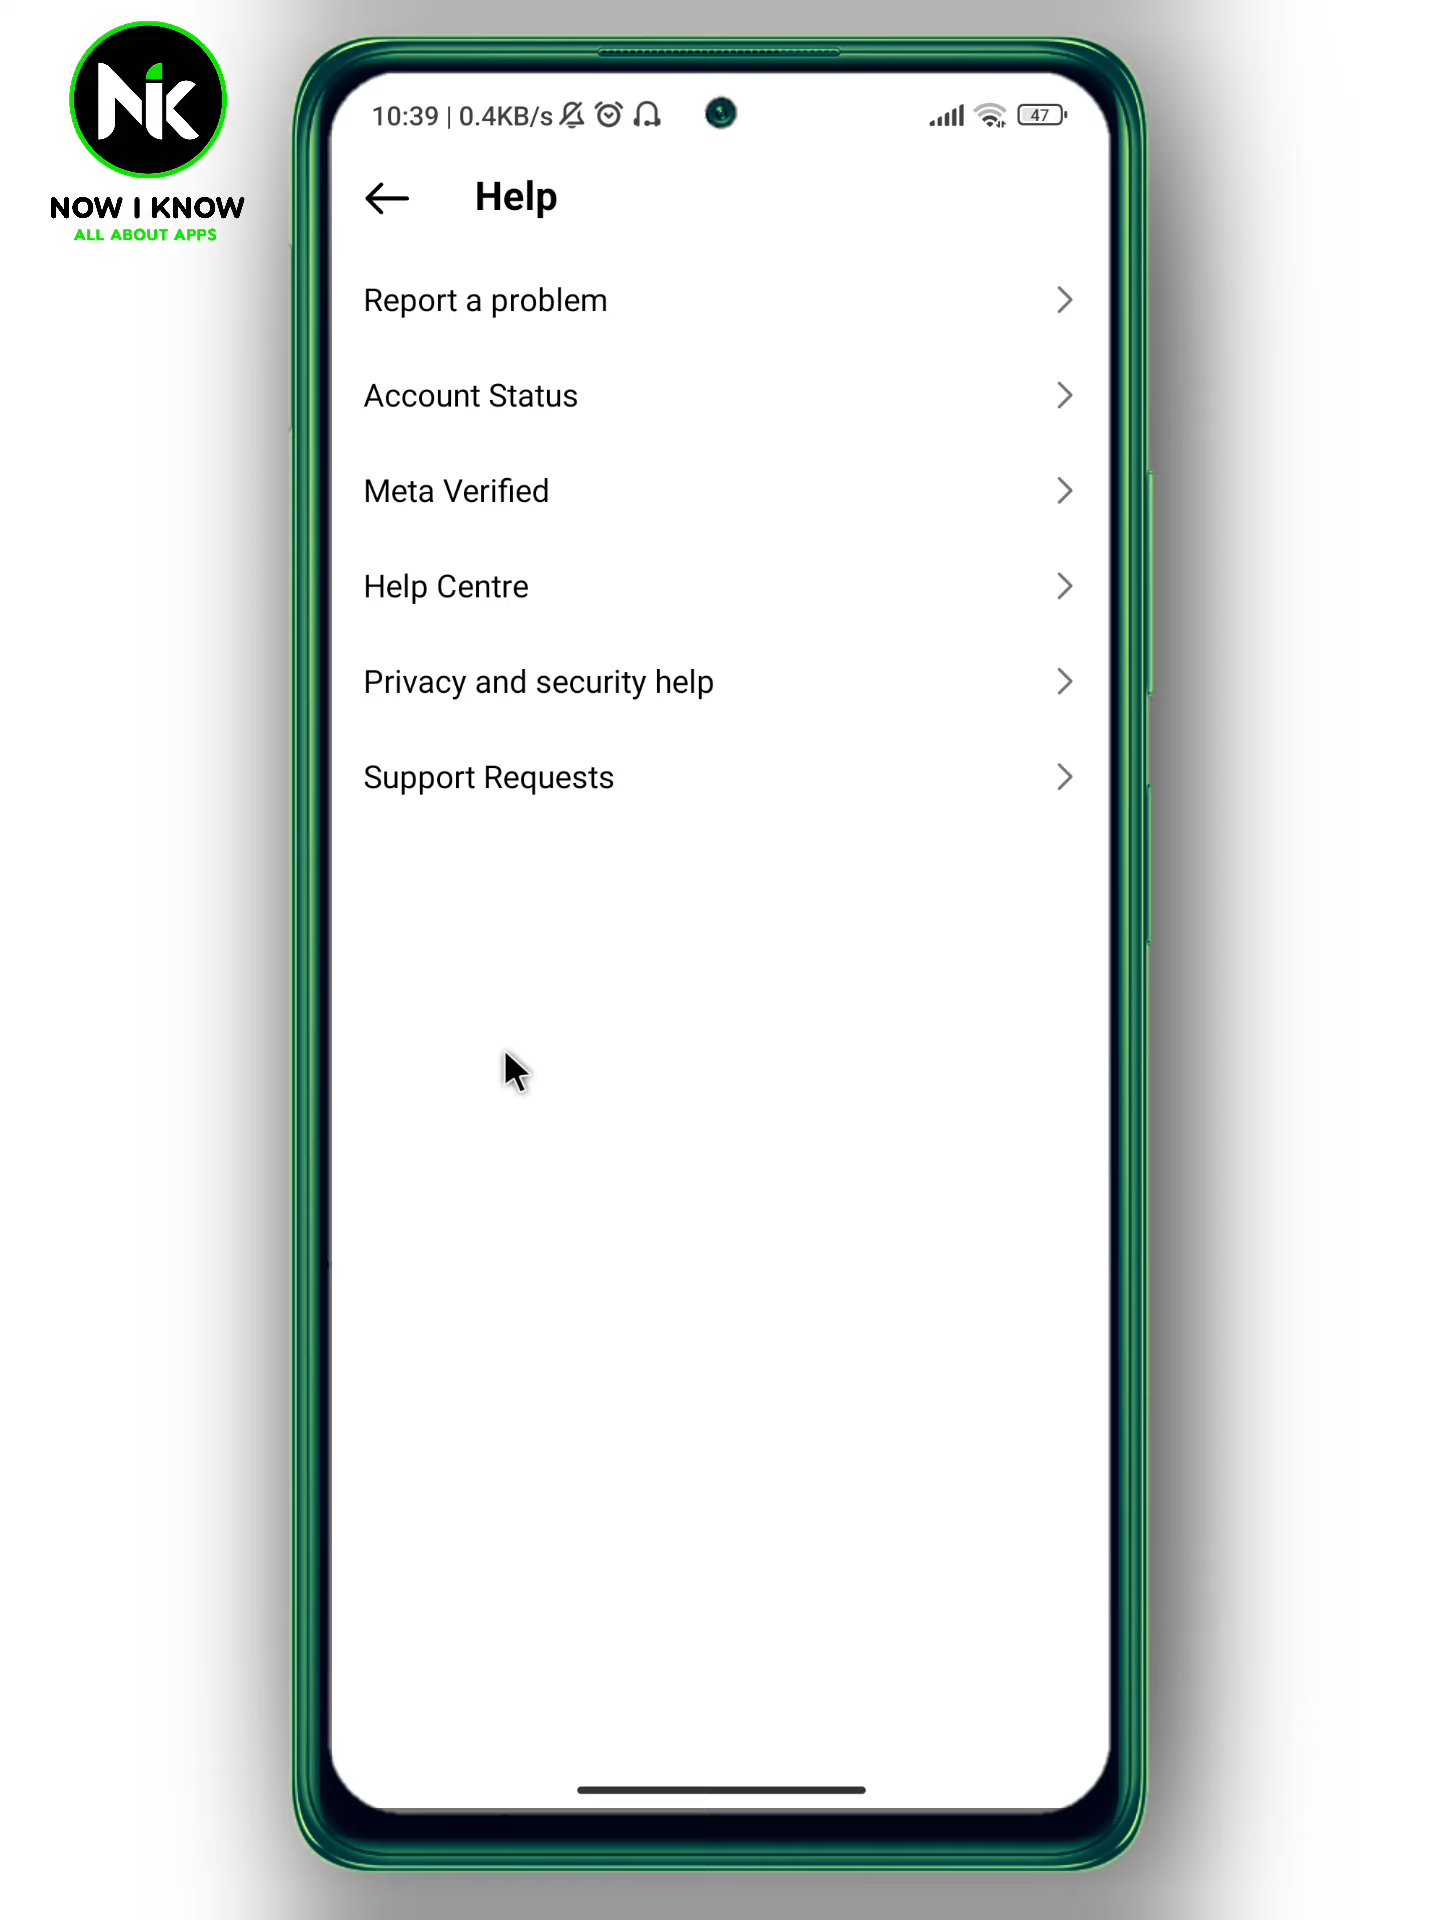 NiK
NOW I KNOW
ALL ABOUT APPS
10:39 | 0.4KB/s
47
Help
Report a problem
Account Status
Meta Verified
Help Centre
Privacy and security help
Support Requests